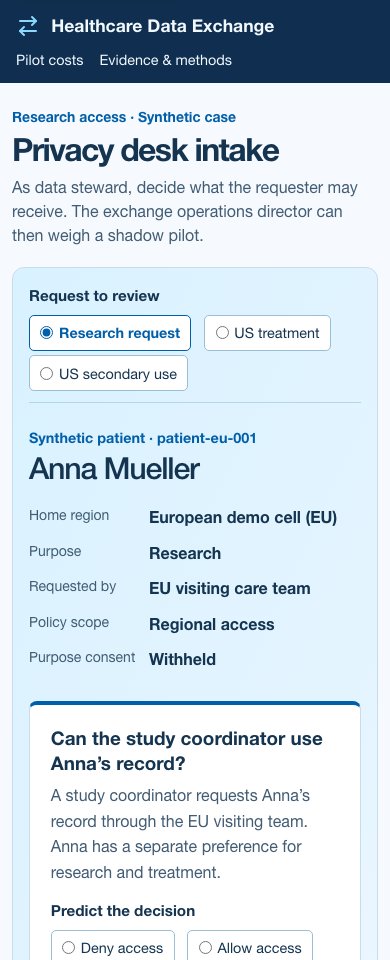 Healthcare Data Exchange
Pilot costs Evidence & methods
Research access · Synthetic case
Privacy desk intake
As data steward, decide what the requester may
receive. The exchange operations director can
then weigh a shadow pilot.
Request to review
Research request US treatment
US secondary use
Synthetic patient · patient-eu-001
Anna Mueller
Home region European demo cell (EU)
Purpose Research
Requested by EU visiting care team
Policy scope Regional access
Purpose consent Withheld
Can the study coordinator use
Anna’s record?
A study coordinator requests Anna’s
record through the EU visiting team.
Anna has a separate preference for
research and treatment.
Predict the decision
Deny access Allow access